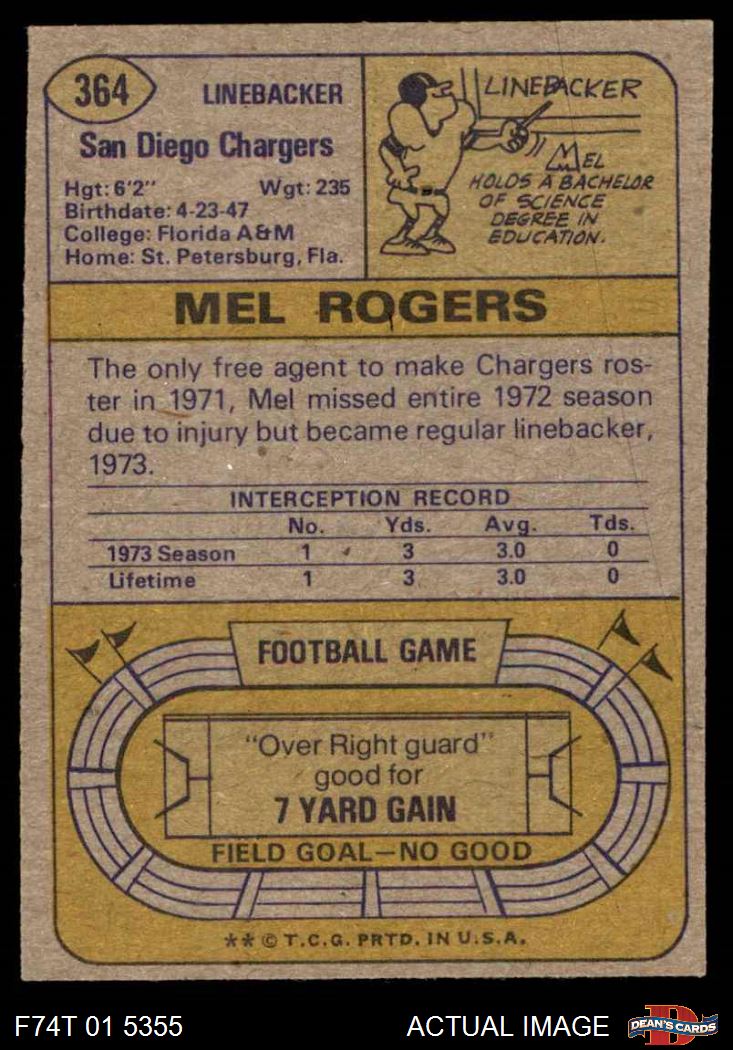 364
LINEBACKER
San Diego Chargers
Hgt: 6'2" Wgt: 235
Birthdate: 4-23-47
College: Florida A&M
Home: St. Petersburg, Fla.
LINEBACKER
MEL
HOLDS A BACHELOR
OF SCIENCE
DEGREE IN
EDUCATION.
MEL ROGERS
The only free agent to make Chargers ros-
ter in 1971, Mel missed entire 1972 season
due to injury but became regular linebacker,
1973.
INTERCEPTION RECORD
No. Yds. Avg. Tds.
1973 Season 1 3 3.0 0
Lifetime 1 3 3.0 0
FOOTBALL GAME
"Over Right guard"
good for
7 YARD GAIN
FIELD GOAL—NO GOOD
** © T.C.G. PRTD. IN U.S.A.
F74T 01 5355 ACTUAL IMAGE
D
DEAN'S CARDS